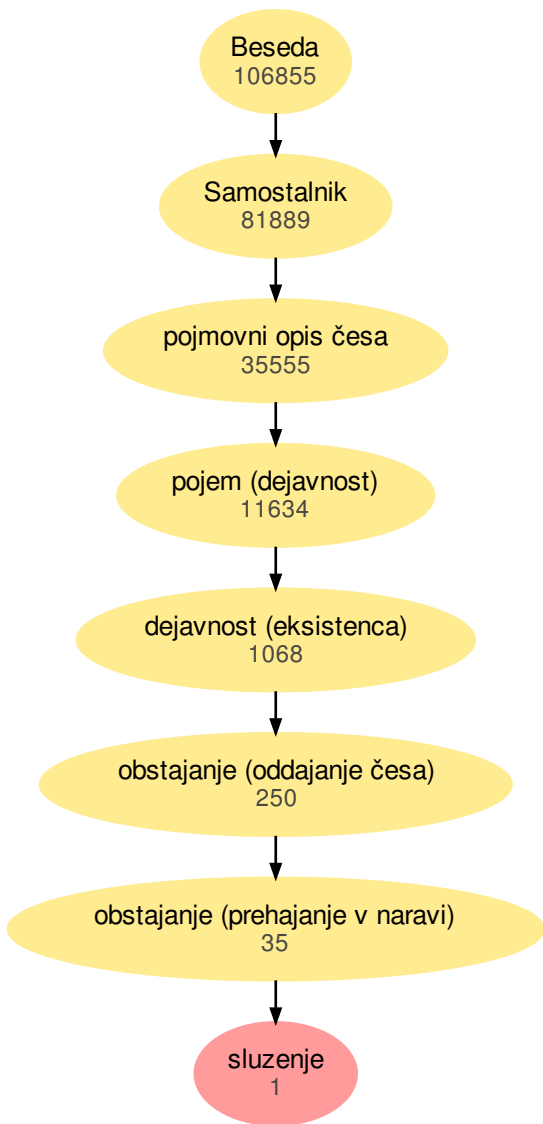 Beseda
106855
Samostalnik
81889
pojmovni opis česa
35555
pojem (dejavnost)
11634
dejavnost (eksistenca)
1068
obstajanje (oddajanje česa)
250
obstajanje (prehajanje v naravi)
35
sluzenje
1